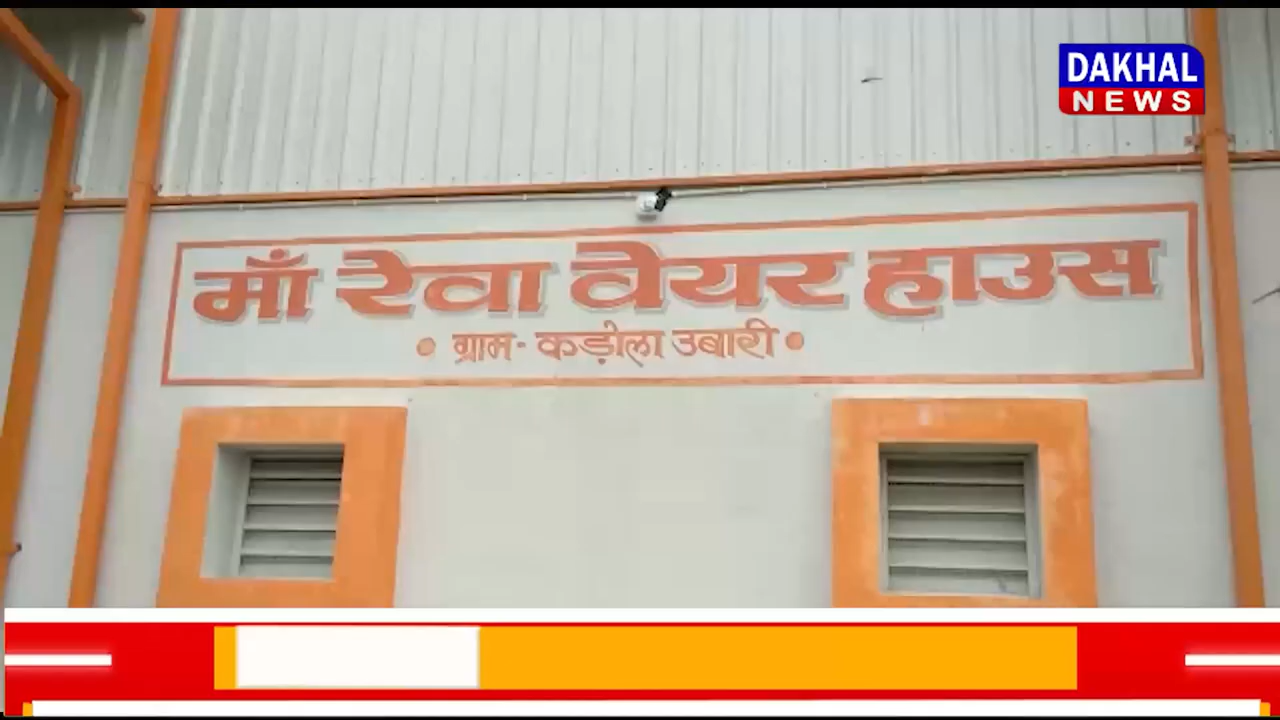 DAKHAL
NEWS
माँ रेवा वेयर हाउस
• ग्राम - कड़ोला उबारी •